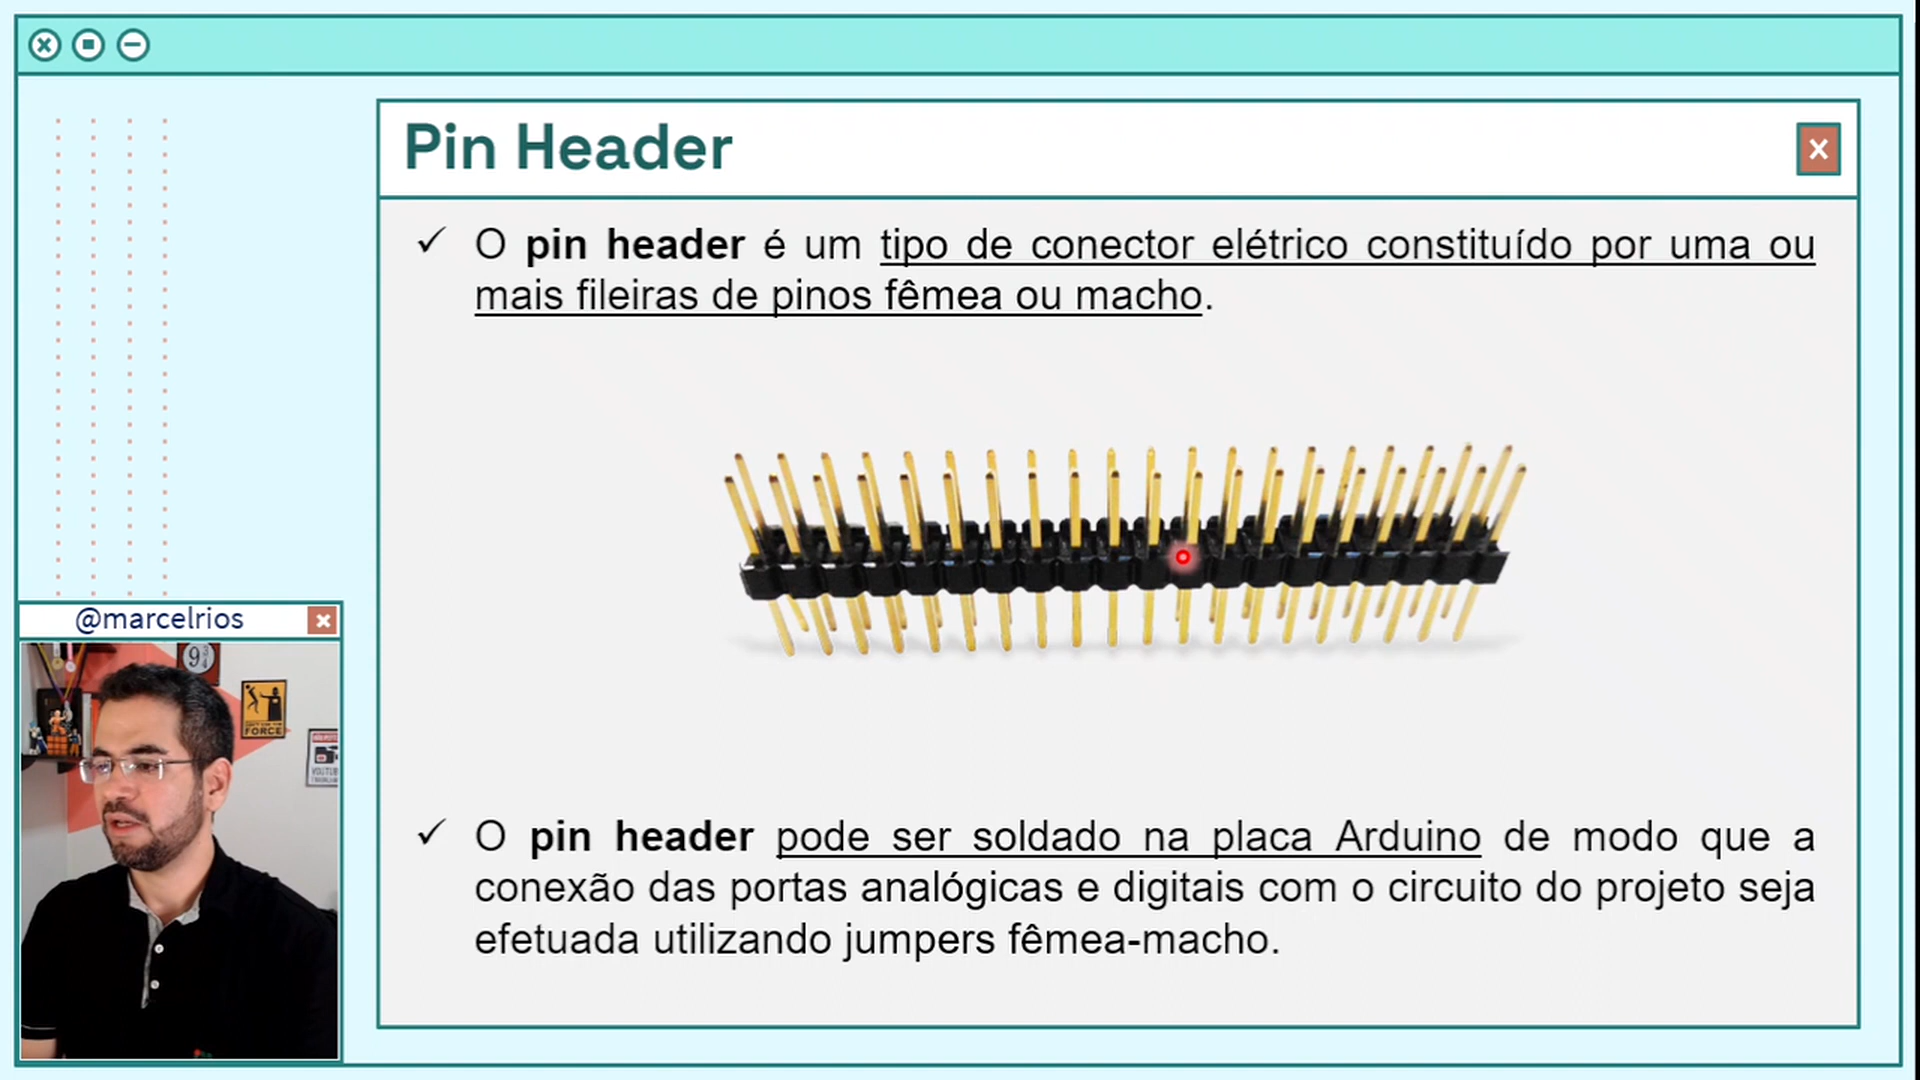 Pin Header
✓ O pin header é um tipo de conector elétrico constituído por uma ou
mais fileiras de pinos fêmea ou macho.
✓ O pin header pode ser soldado na placa Arduino de modo que a
conexão das portas analógicas e digitais com o circuito do projeto seja
efetuada utilizando jumpers fêmea-macho.
@marcelrios
FORCE